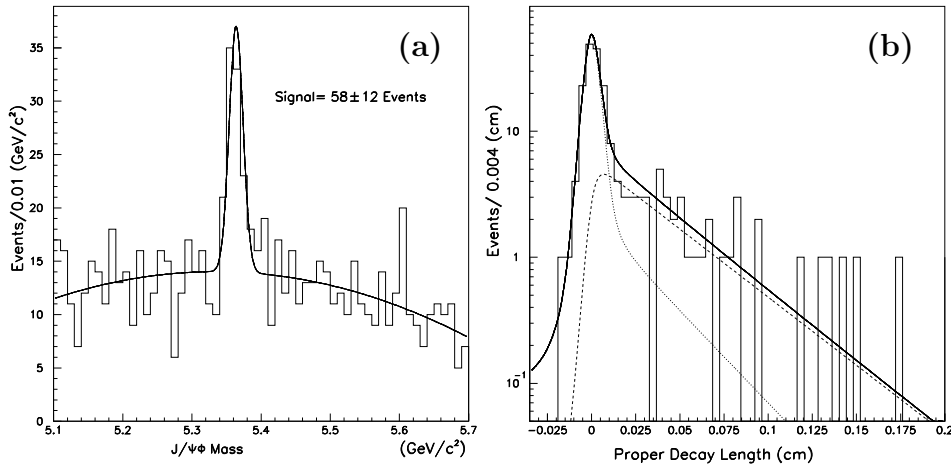 (a)
Signal= 58±12 Events
Events/0.01 (GeV/c²)
35
30
25
20
15
10
5
0
5.1 5.2 5.3 5.4 5.5 5.6 5.7
J/ψφ Mass (GeV/c²)
(b)
Events/ 0.004 (cm)
10
1
10⁻¹
-0.025 0 0.025 0.05 0.075 0.1 0.125 0.15 0.175 0.2
Proper Decay Length (cm)